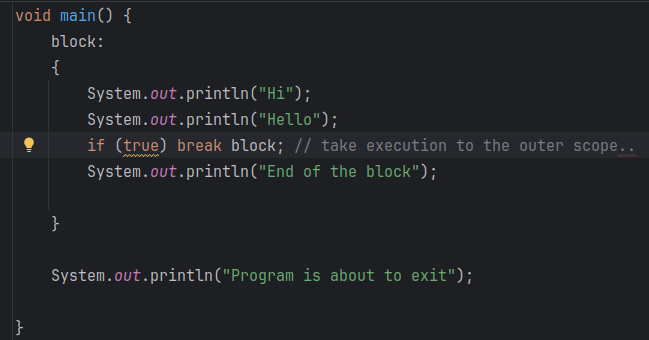 void main() {
    block:
    {
        System.out.println("Hi");
        System.out.println("Hello");
        if (true) break block; // take execution to the outer scope..
        System.out.println("End of the block");
    }
    System.out.println("Program is about to exit");
}